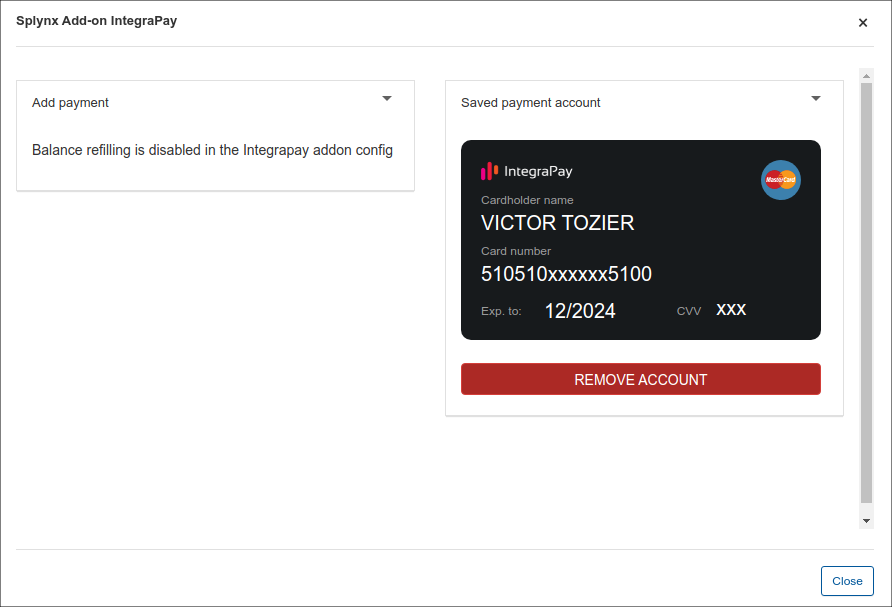 Splynx Add-on IntegraPay
×
Add payment
Balance refilling is disabled in the Integrapay addon config
Saved payment account
IntegraPay
MasterCard
Cardholder name
VICTOR TOZIER
Card number
510510xxxxxx5100
Exp. to: 12/2024 CVV XXX
REMOVE ACCOUNT
Close